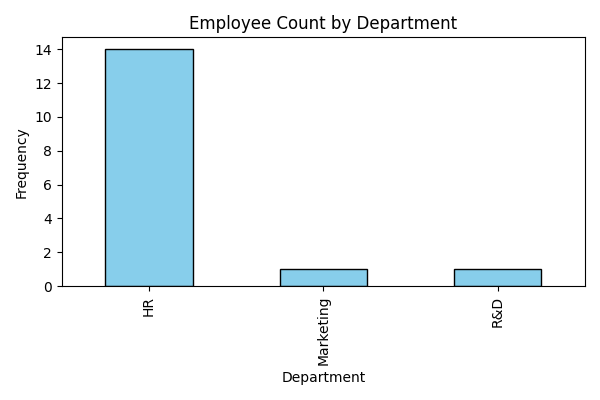 Employee Count by Department
Frequency
14
12
10
8
6
4
2
0
HR
Marketing
R&D
Department